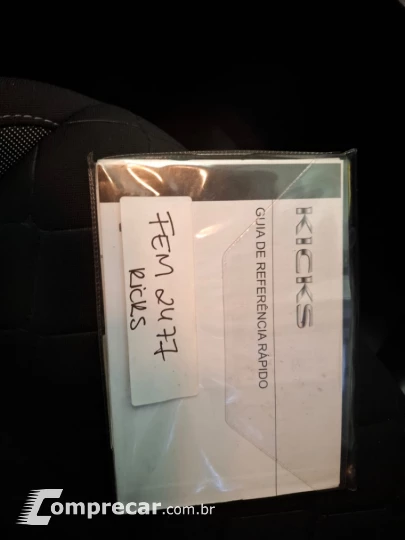 KICKS
GUIA DE REFERÊNCIA RÁPIDO
FEM 2477
KicKS
Comprecar.com.br